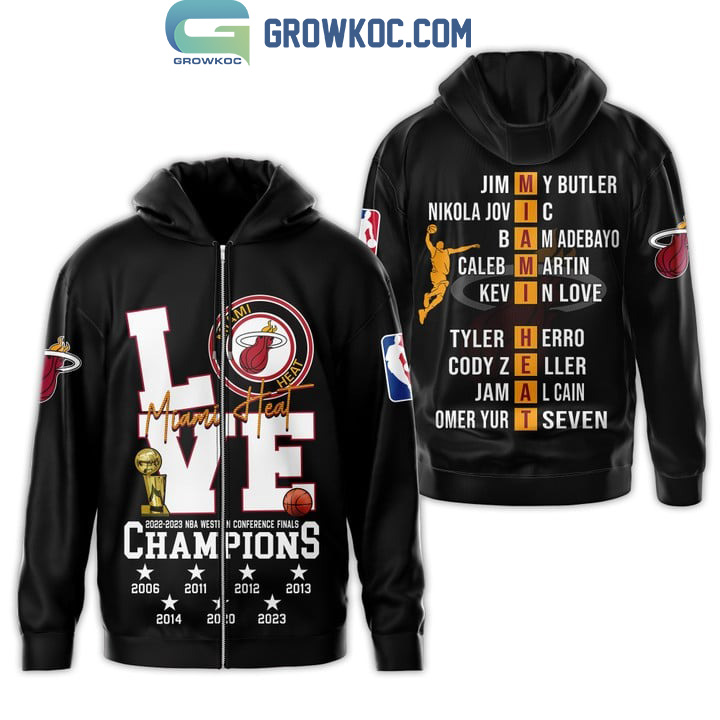 GROWKOC
GROWKOC.COM
MIAMI
HEAT
LOVE
Miami Heat
2022-2023 NBA WESTERN CONFERENCE FINALS
CHAMPIONS
2006 2011 2012 2013
2014 2020 2023
JIMMY BUTLER
NIKOLA JOVIC
BAM ADEBAYO
CALEB MARTIN
KEVIN LOVE
TYLER HERRO
CODY ZELLER
JAMAL CAIN
OMER YURTSEVEN